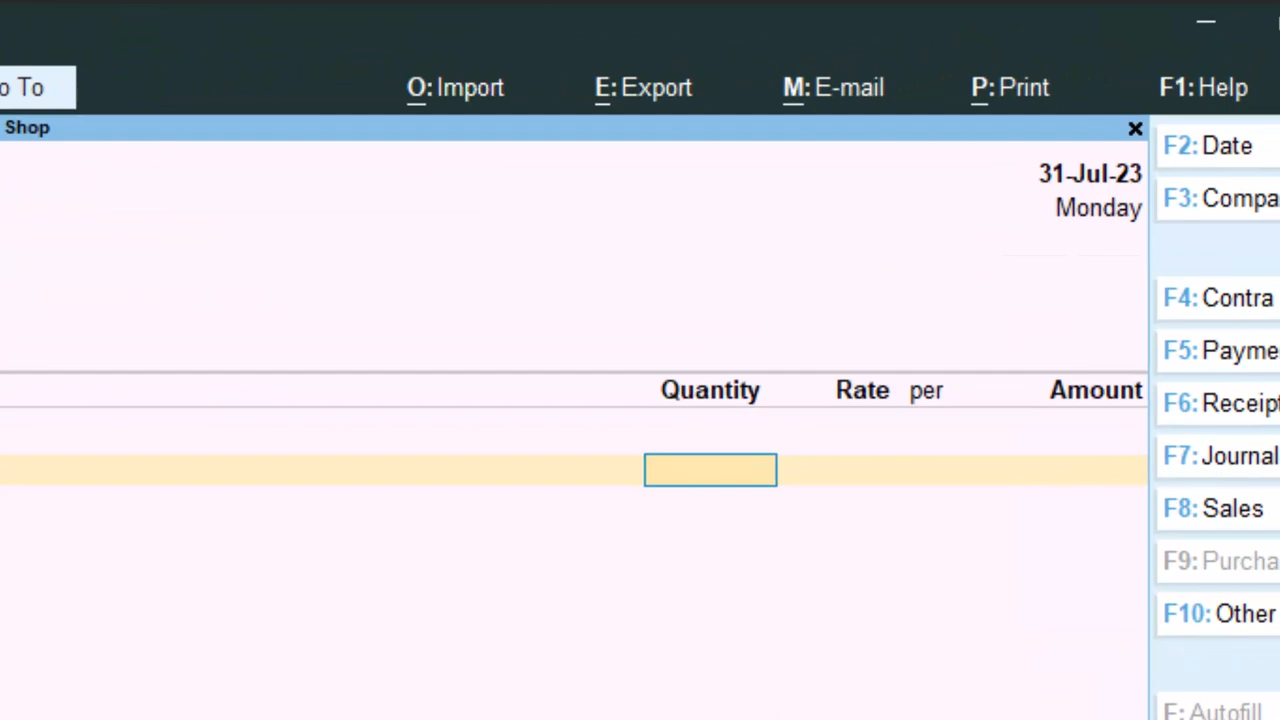 o To
O: Import
E: Export
M: E-mail
P: Print
F1: Help
Shop
31-Jul-23
Monday
Quantity Rate per Amount
F2: Date
F3: Compa
F4: Contra
F5: Payme
F6: Receipt
F7: Journal
F8: Sales
F9: Purcha
F10: Other
F: Autofill